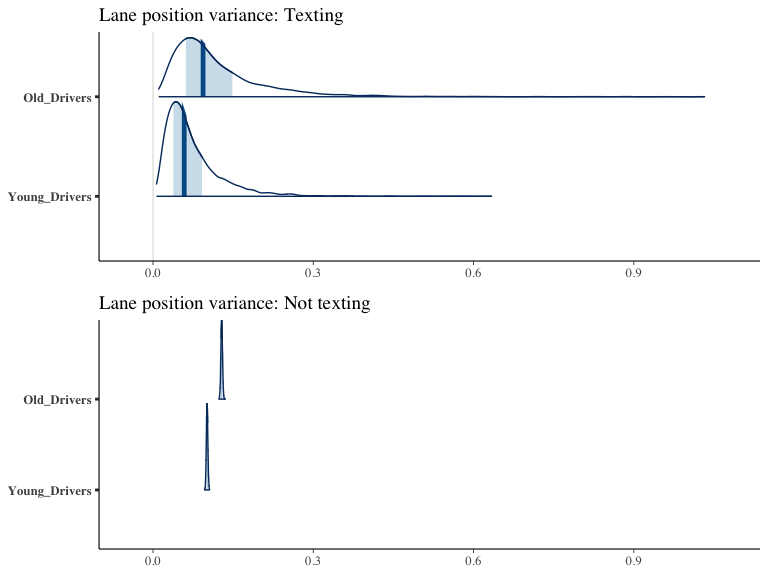 Lane position variance: Texting
Old_Drivers
Young_Drivers
0.0 0.3 0.6 0.9
Lane position variance: Not texting
Old_Drivers
Young_Drivers
0.0 0.3 0.6 0.9